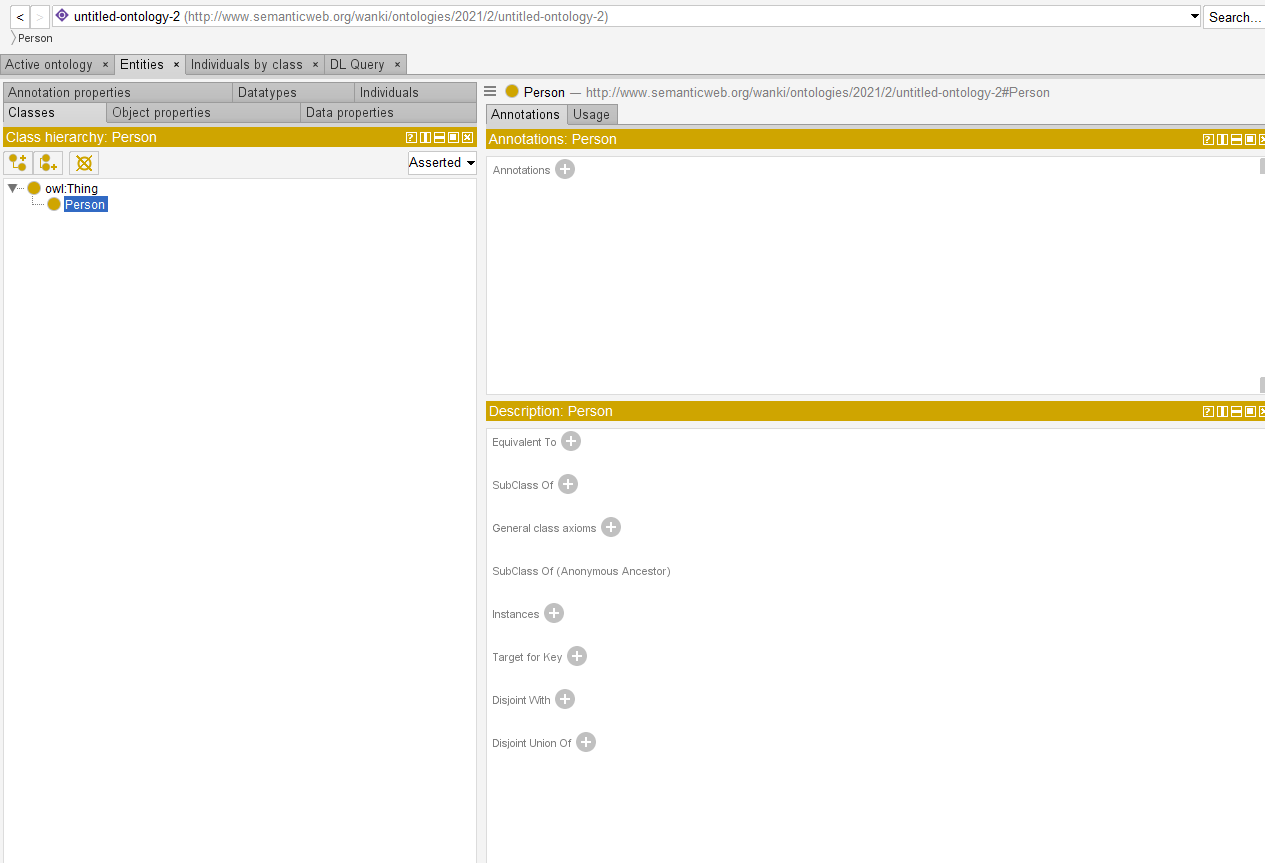 < > untitled-ontology-2 (http://www.semanticweb.org/wanki/ontologies/2021/2/untitled-ontology-2) Search...
Person
Active ontology × Entities × Individuals by class × DL Query ×
Annotation properties Datatypes Individuals
Classes Object properties Data properties
Class hierarchy: Person
Asserted
owl:Thing
Person
Person — http://www.semanticweb.org/wanki/ontologies/2021/2/untitled-ontology-2#Person
Annotations Usage
Annotations: Person
Annotations
Description: Person
Equivalent To
SubClass Of
General class axioms
SubClass Of (Anonymous Ancestor)
Instances
Target for Key
Disjoint With
Disjoint Union Of